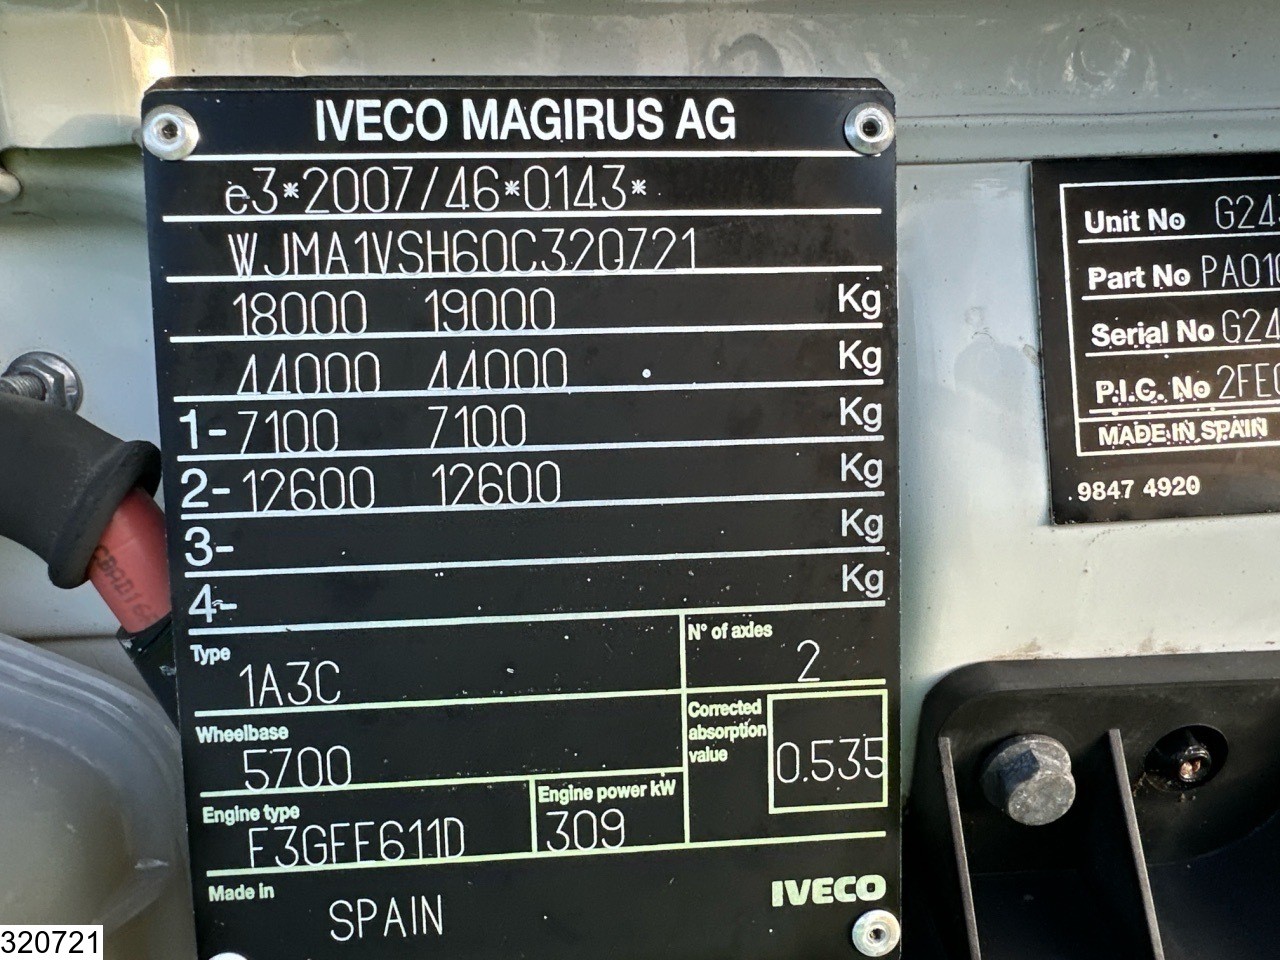 IVECO MAGIRUS AG
e3*2007/46*0143*
WJMA1VSH60C320721
18000 19000 Kg
44000 44000 Kg
1- 7100 7100 Kg
2- 12600 12600 Kg
3- Kg
4- Kg
Type 1A3C
N° of axles 2
Wheelbase 5700
Corrected absorption value 0.535
Engine type F3GFE611D
Engine power kW 309
Made in SPAIN
IVECO
Unit No G24
Part No PA010
Serial No G24
P.I.C. No 2FE
MADE IN SPAIN
9847 4920
320721